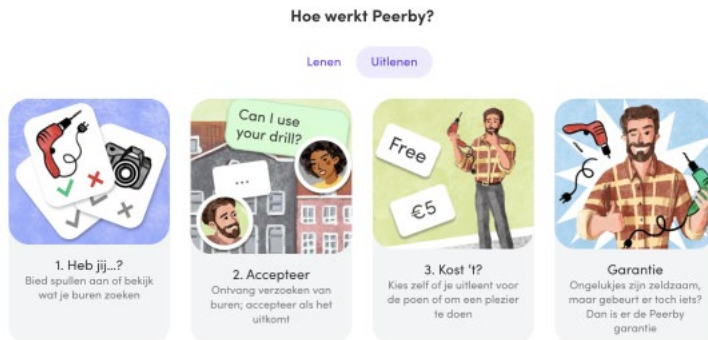 Hoe werkt Peerby?
Lenen
Uitlenen
Can I use
your drill?
...
Free
€5
1. Heb jij...?
Bied spullen aan of bekijk
wat je buren zoeken
2. Accepteer
Ontvang verzoeken van
buren; accepteer als het
uitkomt
3. Kost 't?
Kies zelf of je uitleent voor
de poen of om een plezier
te doen
Garantie
Ongelukjes zijn zeldzaam,
maar gebeurt er toch iets?
Dan is er de Peerby
garantie